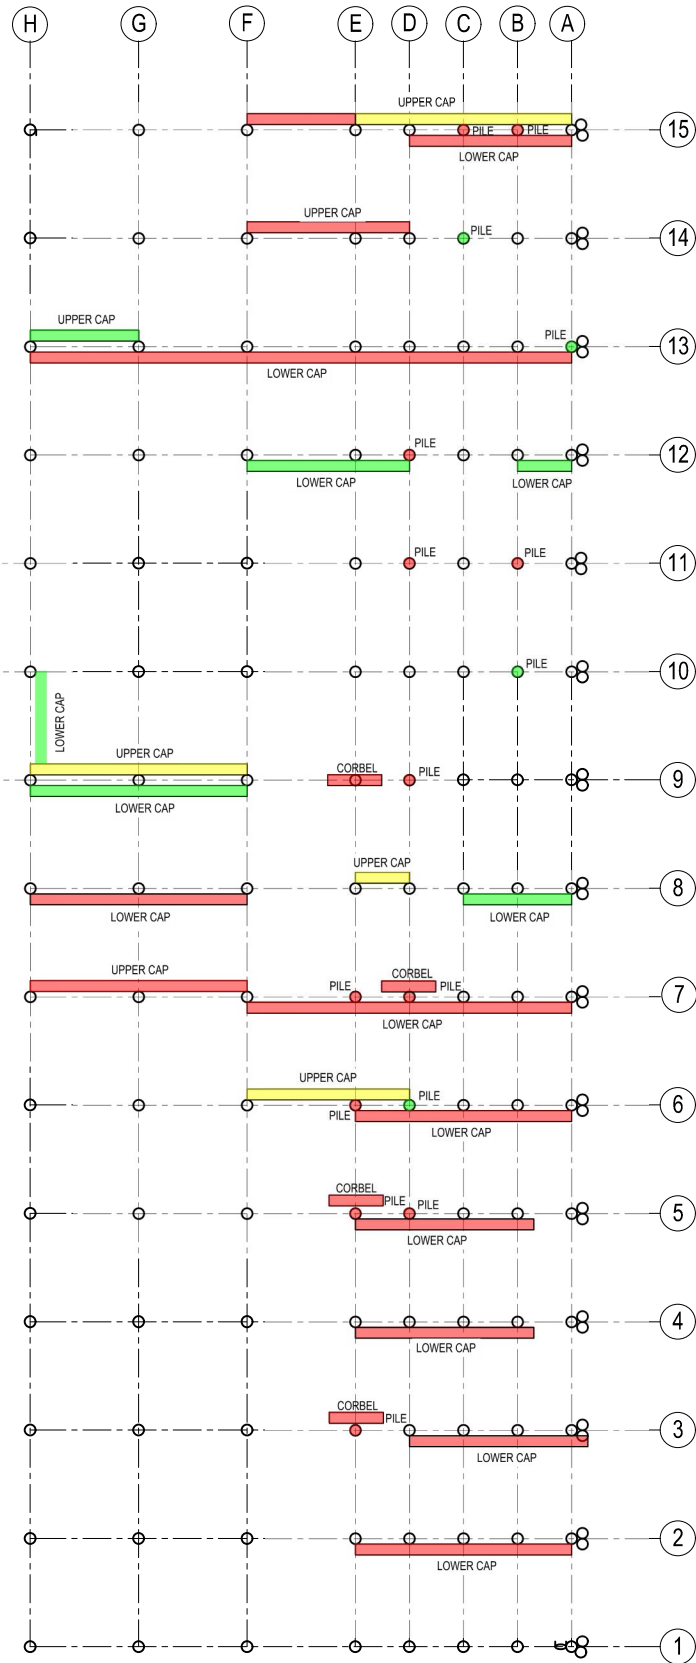 H G F E D C B A
UPPER CAP
PILE PILE 15
LOWER CAP
UPPER CAP
PILE 14
UPPER CAP
PILE 13
LOWER CAP
PILE 12
LOWER CAP LOWER CAP
PILE PILE 11
PILE 10
LOWER CAP
UPPER CAP CORBEL PILE 9
LOWER CAP
UPPER CAP
8
LOWER CAP LOWER CAP
UPPER CAP CORBEL
PILE PILE 7
LOWER CAP
UPPER CAP
PILE 6
PILE LOWER CAP
CORBEL
PILE PILE 5
LOWER CAP
4
LOWER CAP
CORBEL
PILE 3
LOWER CAP
2
LOWER CAP
1